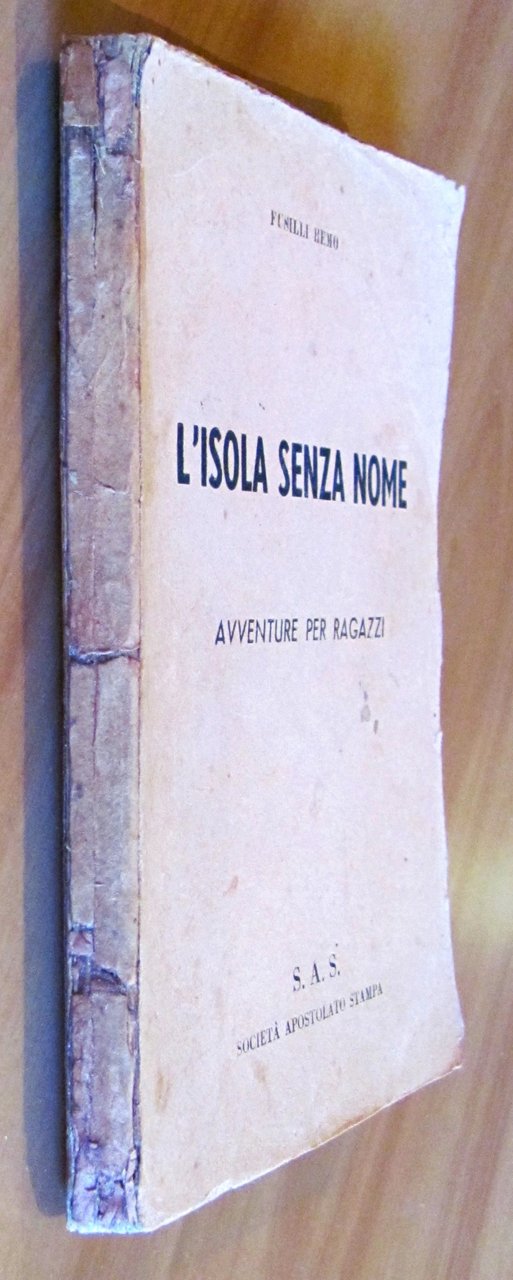 FUSILLI REMO
L'ISOLA SENZA NOME
AVVENTURE PER RAGAZZI
S. A. S.
SOCIETÀ APOSTOLATO STAMPA